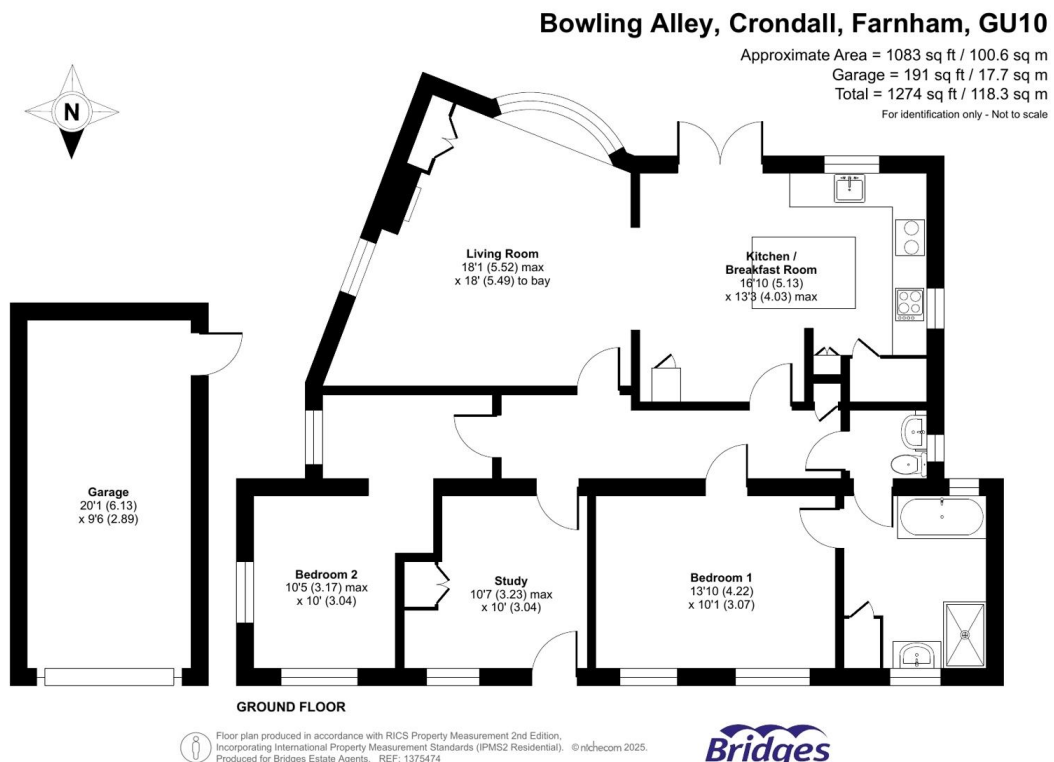 Bowling Alley, Crondall, Farnham, GU10
Approximate Area = 1083 sq ft / 100.6 sq m
Garage = 191 sq ft / 17.7 sq m
Total = 1274 sq ft / 118.3 sq m
For identification only - Not to scale
N
Living Room
18'1 (5.52) max
x 18' (5.49) to bay
Kitchen /
Breakfast Room
16'10 (5.13)
x 13'3 (4.03) max
Garage
20'1 (6.13)
x 9'6 (2.89)
Bedroom 2
10'5 (3.17) max
x 10' (3.04)
Study
10'7 (3.23) max
x 10' (3.04)
Bedroom 1
13'10 (4.22)
x 10'1 (3.07)
GROUND FLOOR
Floor plan produced in accordance with RICS Property Measurement 2nd Edition,
Incorporating International Property Measurement Standards (IPMS2 Residential). © nichecom 2025.
Produced for Bridges Estate Agents. REF: 1375474
Bridges